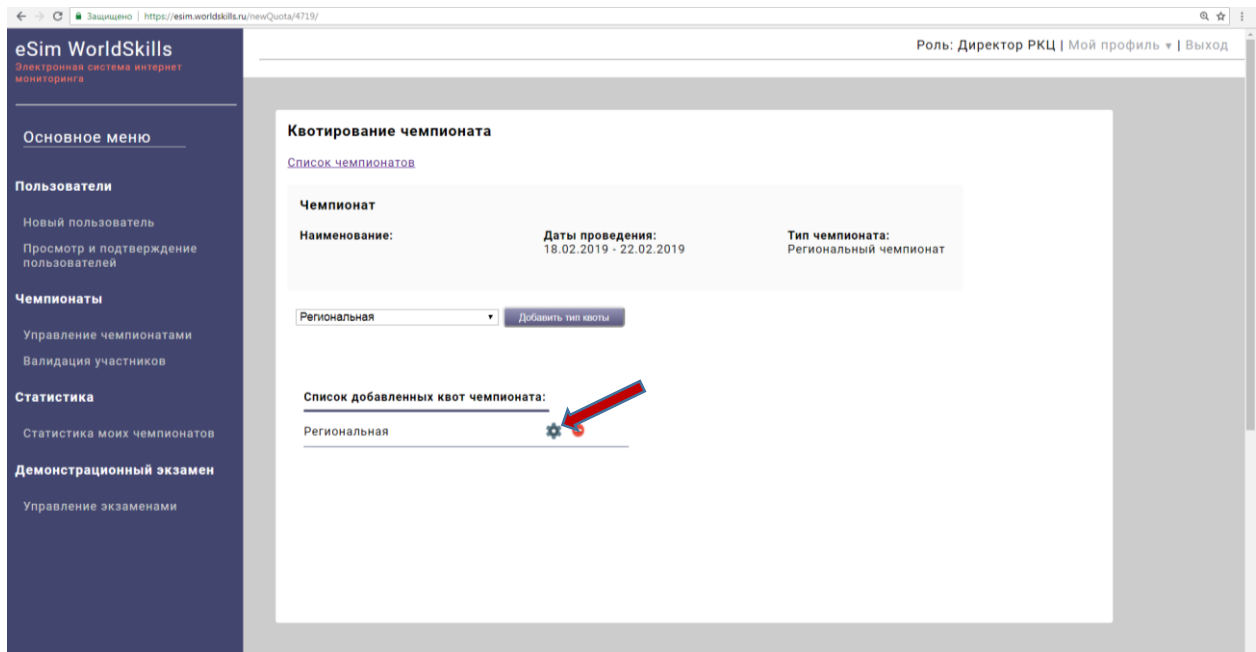 Защищено | https://esim.worldskills.ru/newQuota/4719/
eSim WorldSkills
Электронная система интернет
мониторинга
Роль: Директор РКЦ | Мой профиль ▾ | Выход
Основное меню
Пользователи
Новый пользователь
Просмотр и подтверждение
пользователей
Чемпионаты
Управление чемпионатами
Валидация участников
Статистика
Статистика моих чемпионатов
Демонстрационный экзамен
Управление экзаменами
Квотирование чемпионата
Список чемпионатов
Чемпионат
Наименование: Даты проведения: Тип чемпионата:
18.02.2019 - 22.02.2019 Региональный чемпионат
Региональная Добавить тип квоты
Список добавленных квот чемпионата:
Региональная